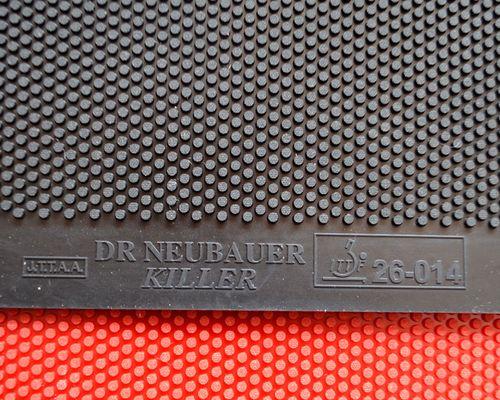 J.T.T.A.A.
DR NEUBAUER
KILLER
ITTF 26-014